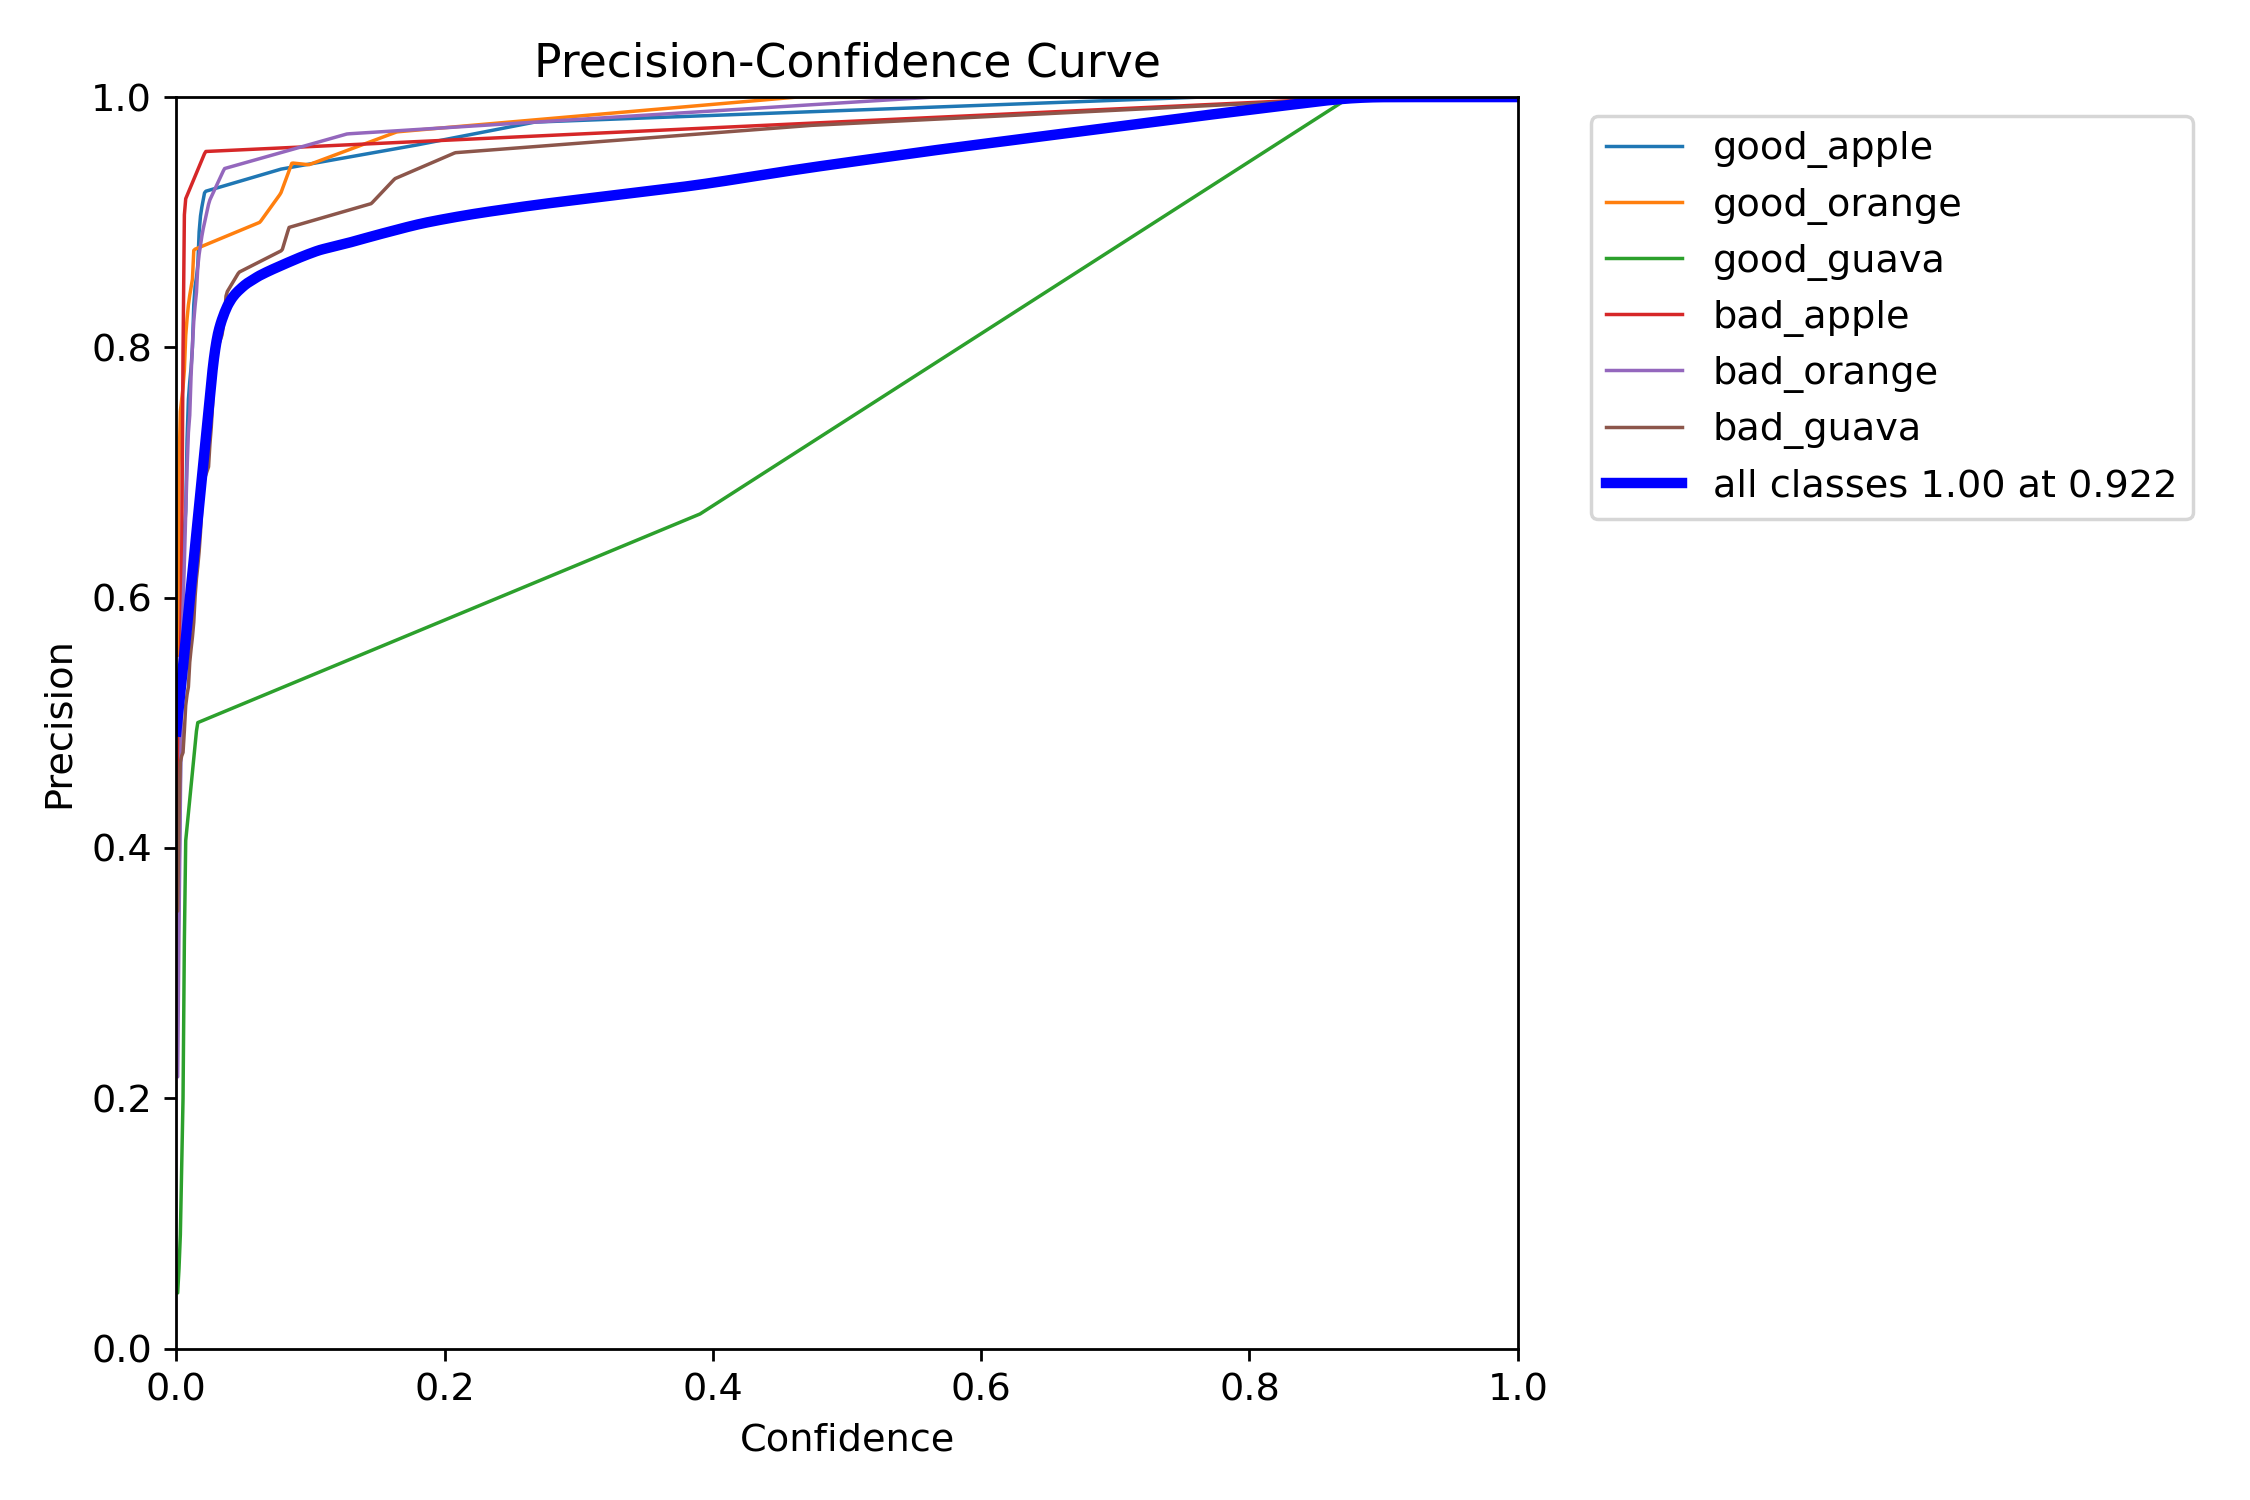 Precision-Confidence Curve
1.0
0.8
0.6
0.4
0.2
0.0
Precision
0.0 0.2 0.4 0.6 0.8 1.0
Confidence
good_apple
good_orange
good_guava
bad_apple
bad_orange
bad_guava
all classes 1.00 at 0.922